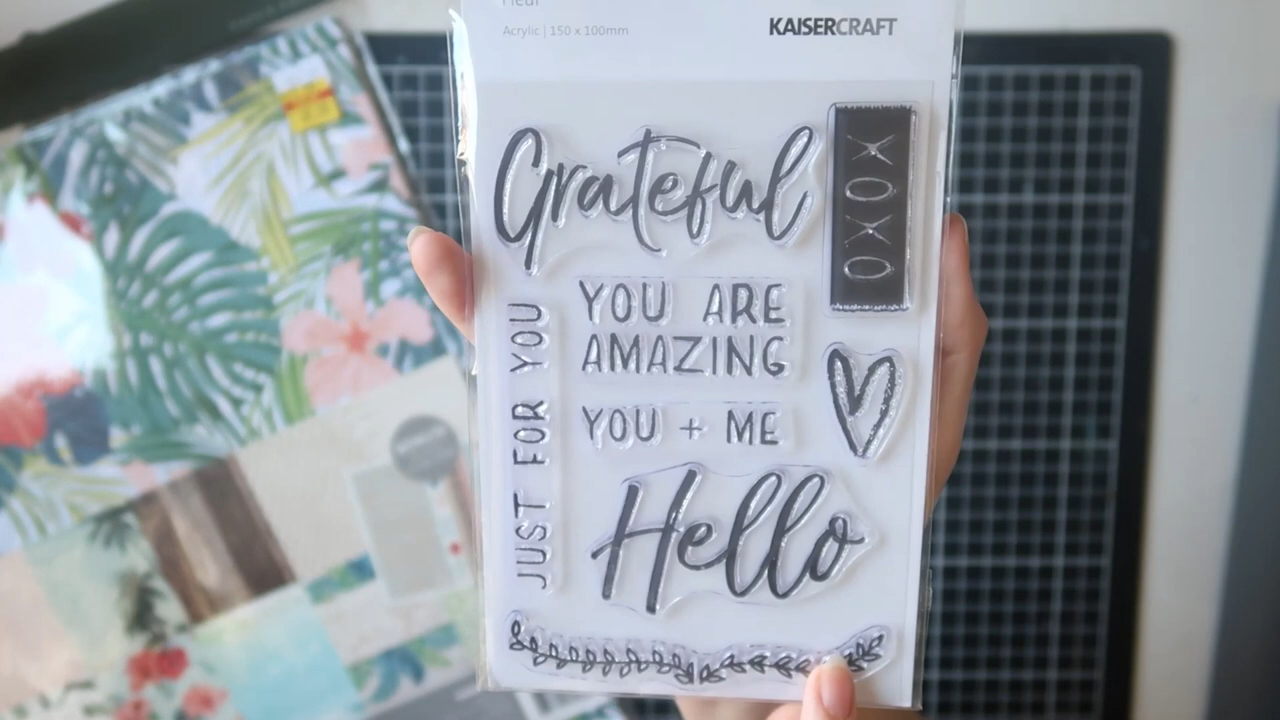 Acrylic | 150 x 100mm
KAISERCRAFT
Grateful
XOXO
JUST FOR YOU
YOU ARE
AMAZING
YOU + ME
Hello